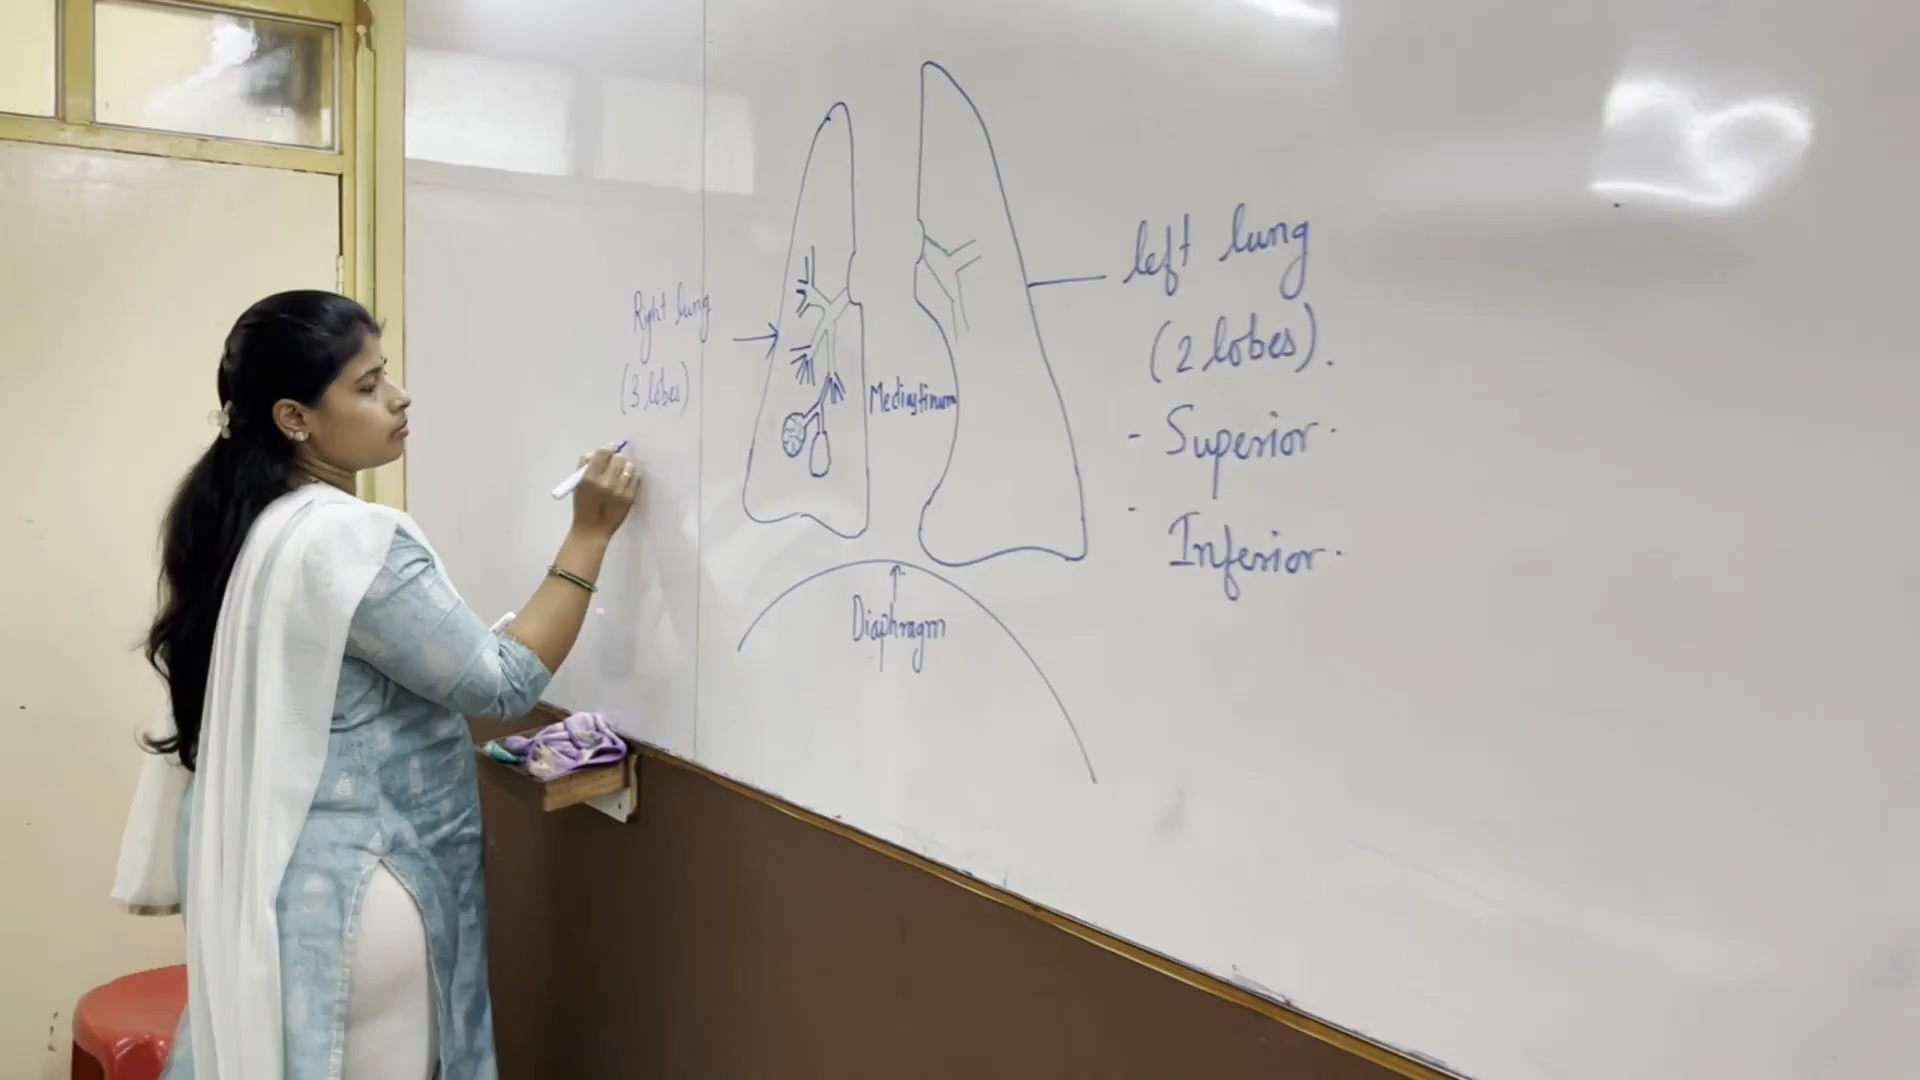 Right lung
(3 lobes)
Mediastinum
Diaphragm
left lung
(2 lobes).
- Superior.
- Inferior.